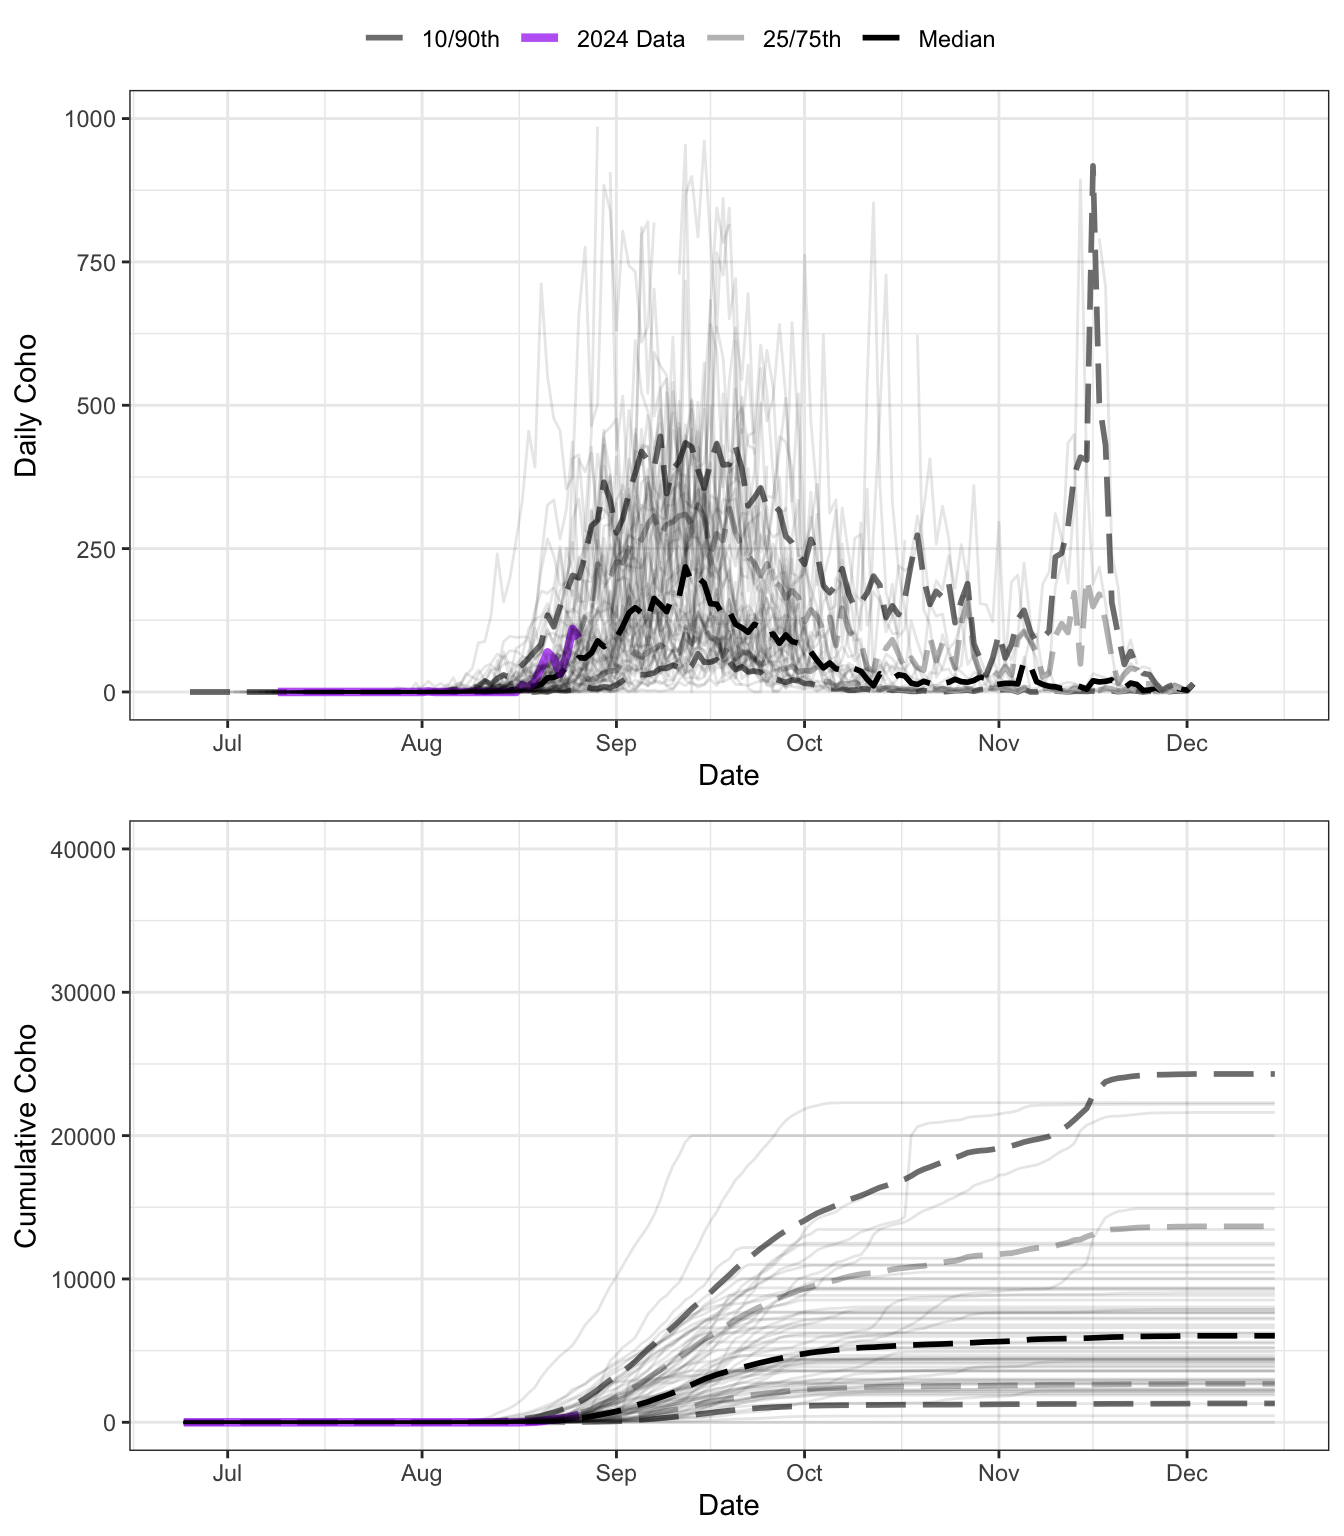 10/90th 2024 Data 25/75th Median
1000
750
500
250
0
Daily Coho
Jul Aug Sep Oct Nov Dec
Date
40000
30000
20000
10000
0
Cumulative Coho
Jul Aug Sep Oct Nov Dec
Date